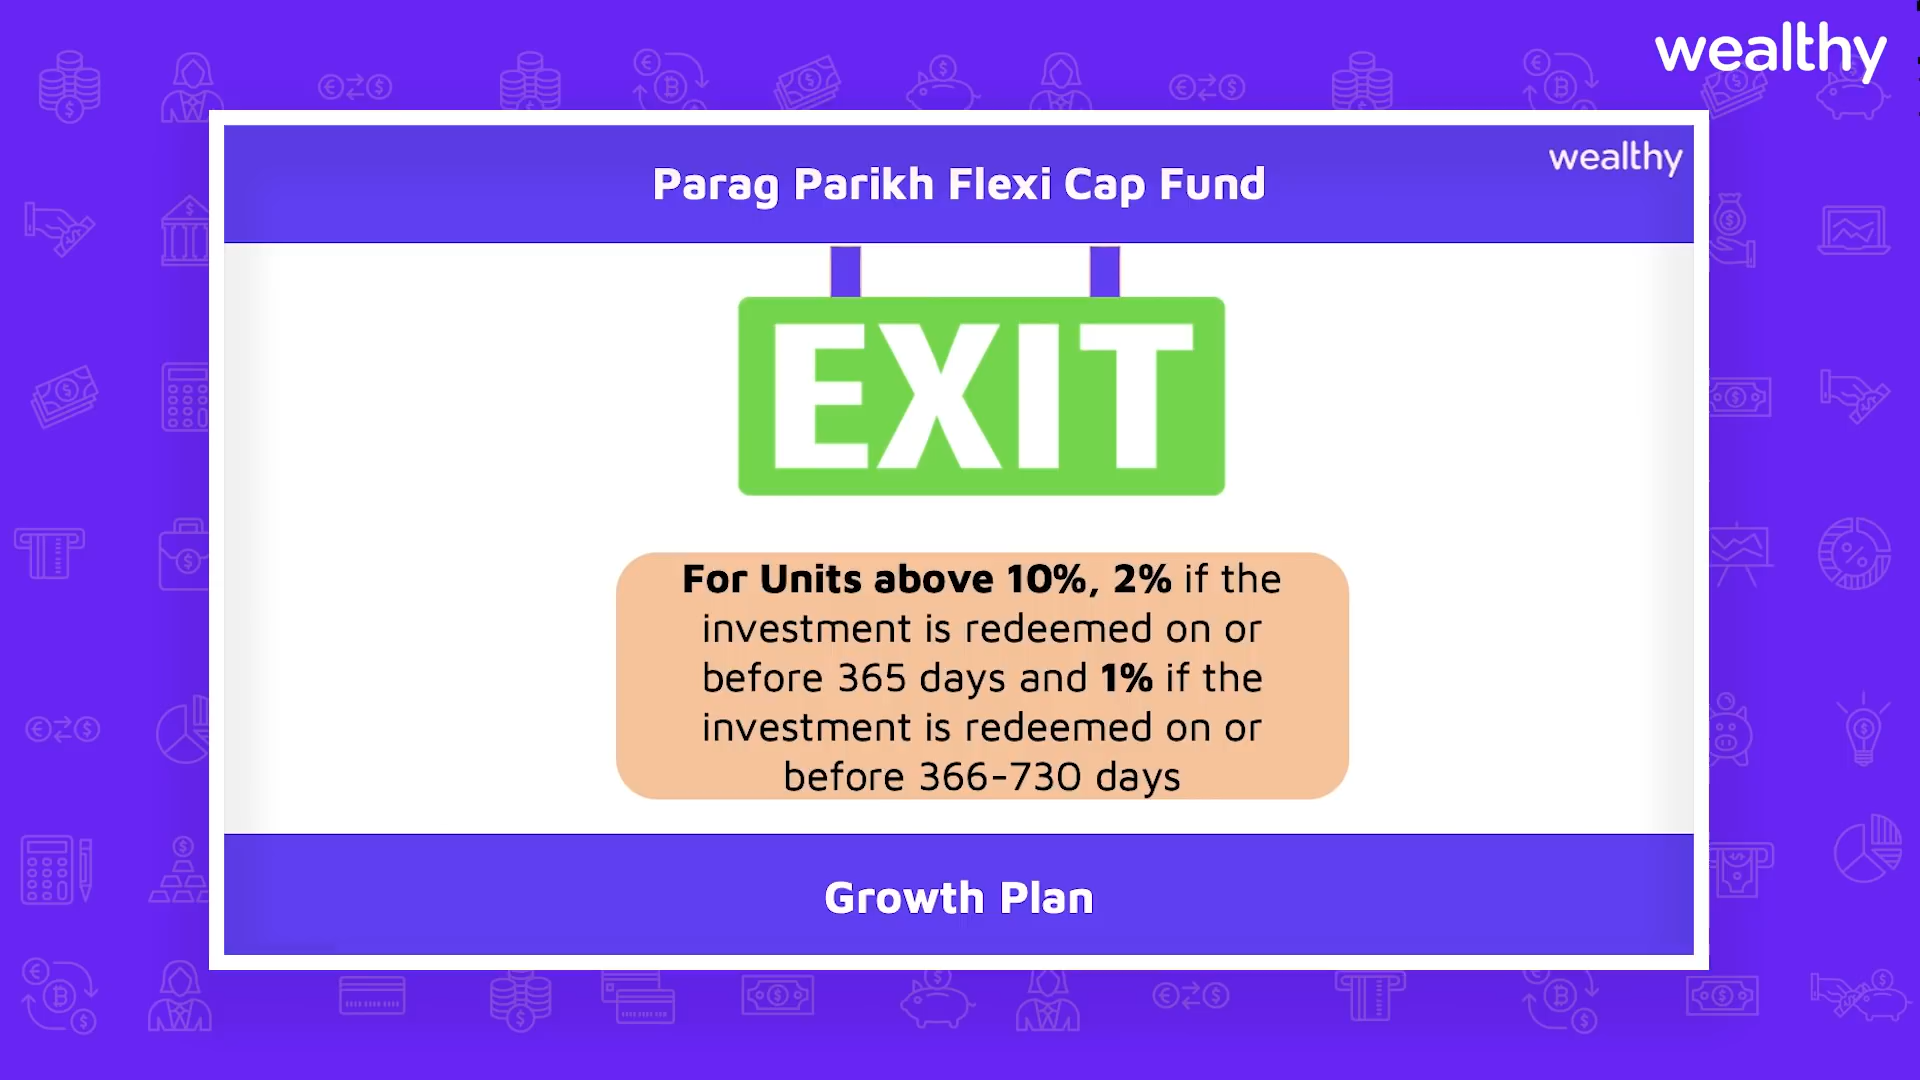 wealthy
wealthy
Parag Parikh Flexi Cap Fund
EXIT
For Units above 10%, 2% if the
investment is redeemed on or
before 365 days and 1% if the
investment is redeemed on or
before 366-730 days
Growth Plan